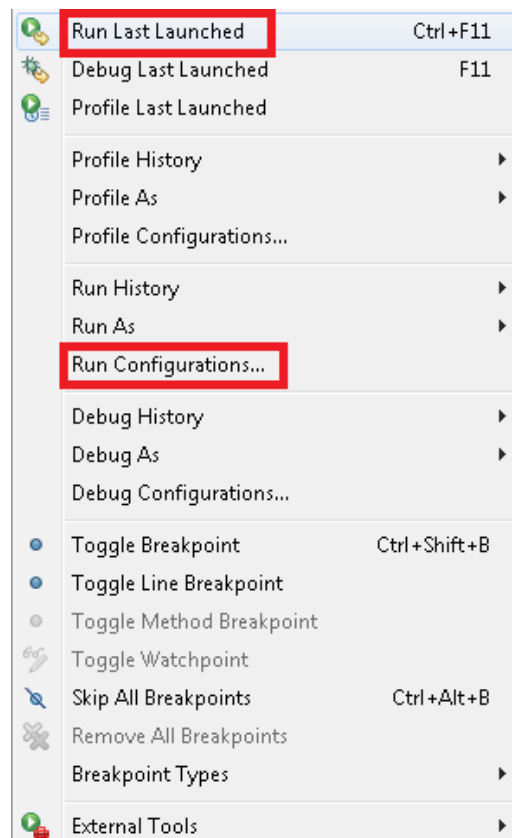 Run Last Launched Ctrl+F11
Debug Last Launched F11
Profile Last Launched
Profile History
Profile As
Profile Configurations...
Run History
Run As
Run Configurations...
Debug History
Debug As
Debug Configurations...
Toggle Breakpoint Ctrl+Shift+B
Toggle Line Breakpoint
Toggle Method Breakpoint
Toggle Watchpoint
Skip All Breakpoints Ctrl+Alt+B
Remove All Breakpoints
Breakpoint Types
External Tools